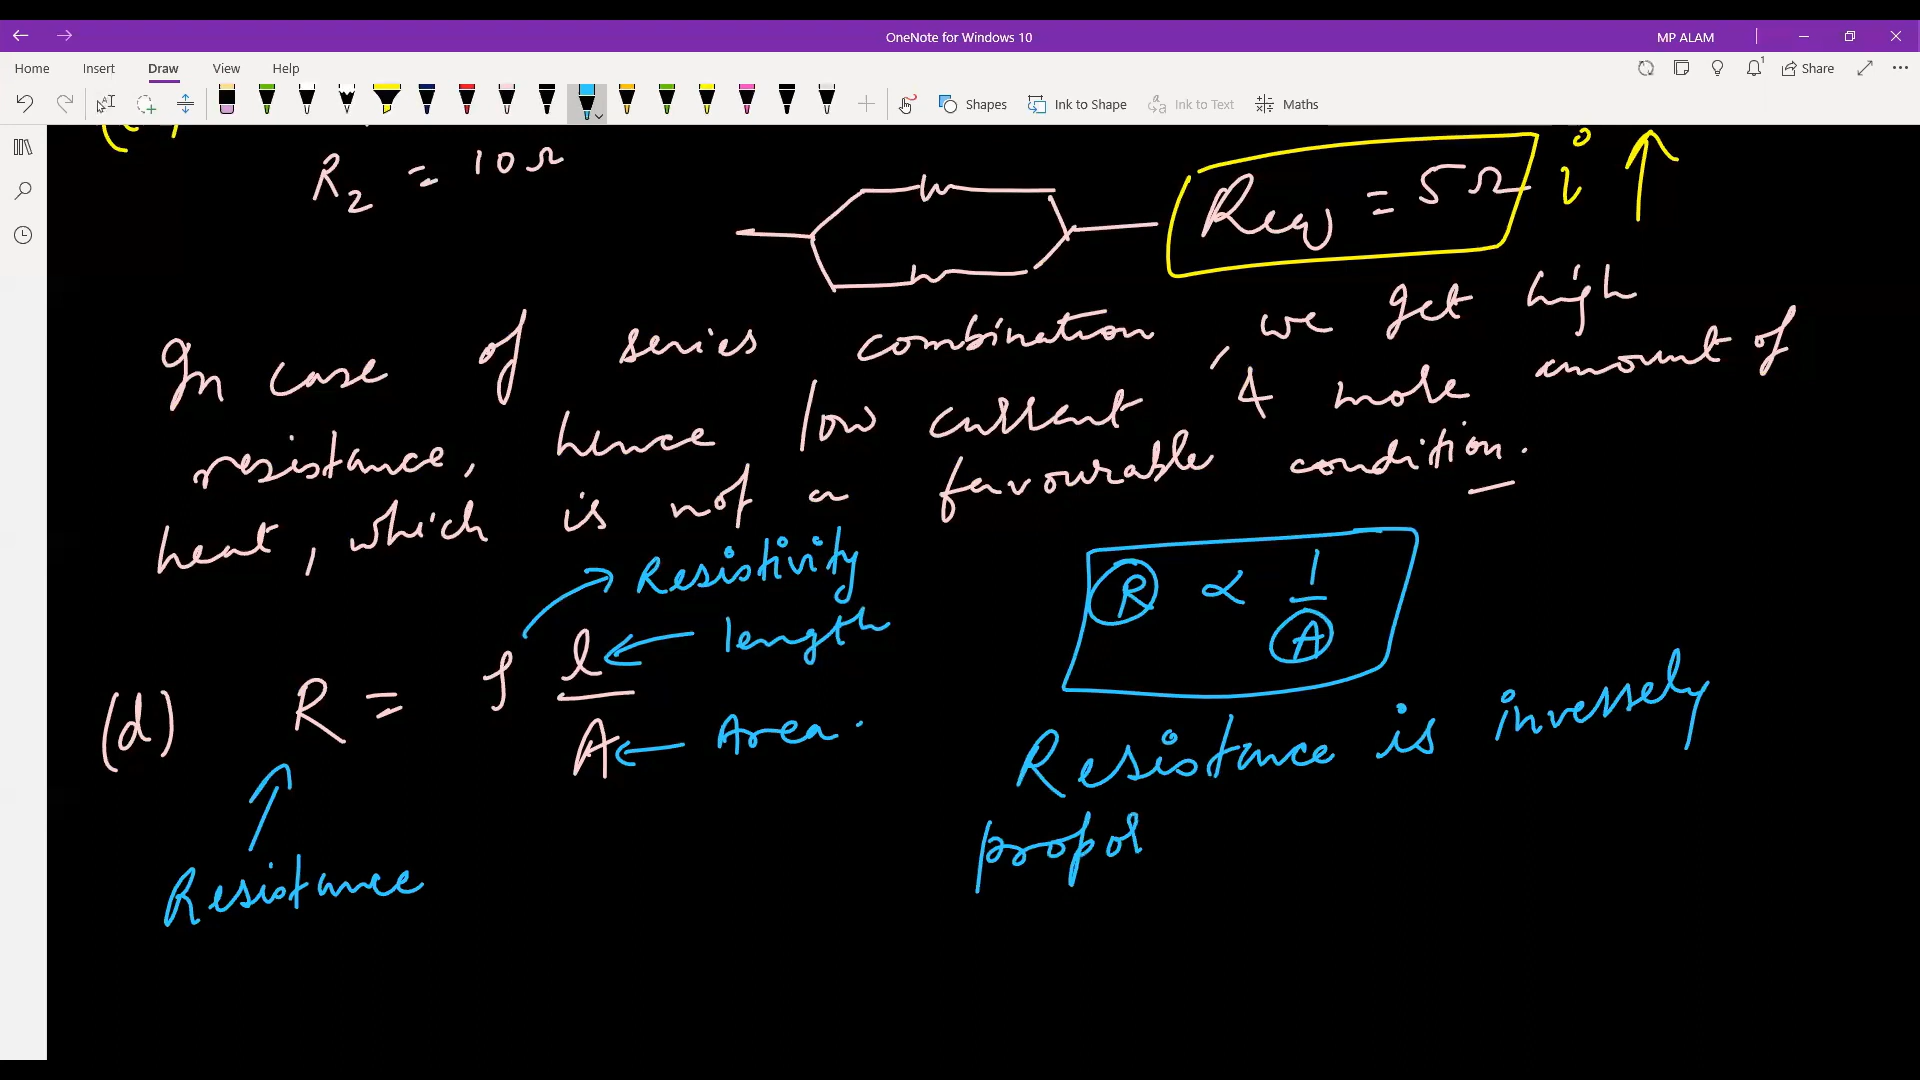 OneNote for Windows 10
MP ALAM
Home Insert Draw View Help
Share
Shapes Ink to Shape Ink to Text Maths
R₂ = 10 Ω
Req = 5 Ω i ↑
In case of series combination, we get high
resistance, hence low current, & more amount of
heat, which is not a favourable condition.
→ Resistivity
R ∝ 1/A
(d) R = ρ l/A
← length
← Area.
Resistance
Resistance is inversely
propor